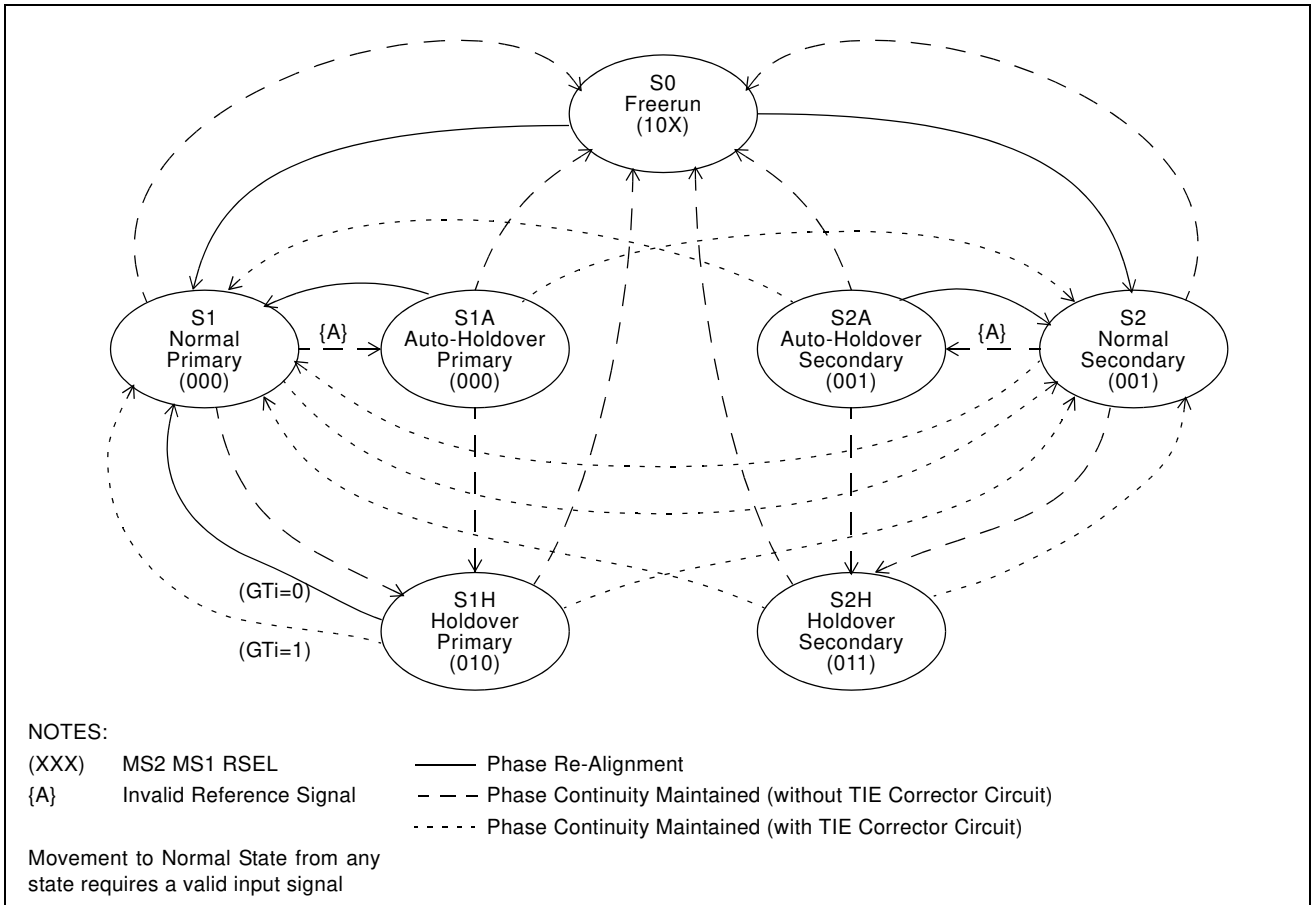 S0
Freerun
(10X)
S1
Normal
Primary
(000)
{A}
S1A
Auto-Holdover
Primary
(000)
S2A
Auto-Holdover
Secondary
(001)
{A}
S2
Normal
Secondary
(001)
(GTi=0)
(GTi=1)
S1H
Holdover
Primary
(010)
S2H
Holdover
Secondary
(011)
NOTES:
(XXX) MS2 MS1 RSEL
{A} Invalid Reference Signal
Phase Re-Alignment
Phase Continuity Maintained (without TIE Corrector Circuit)
Phase Continuity Maintained (with TIE Corrector Circuit)
Movement to Normal State from any
state requires a valid input signal